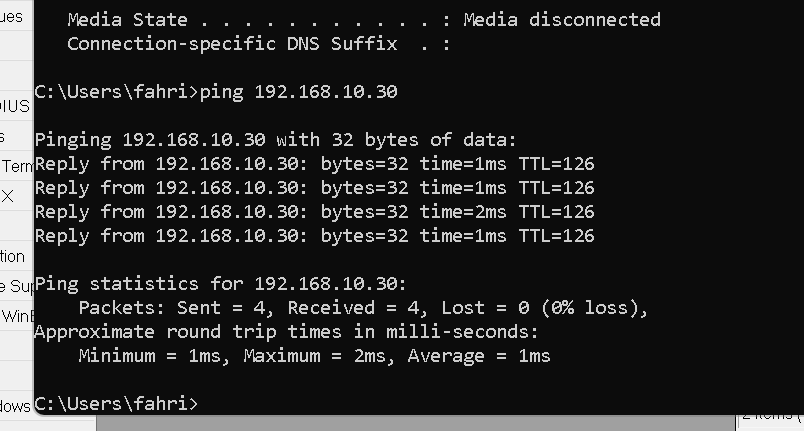 ues
Media State . . . . . . . . . . . : Media disconnected
Connection-specific DNS Suffix  . :
C:\Users\fahri>ping 192.168.10.30
DIUS
Pinging 192.168.10.30 with 32 bytes of data:
s
Reply from 192.168.10.30: bytes=32 time=1ms TTL=126
Term
Reply from 192.168.10.30: bytes=32 time=1ms TTL=126
X
Reply from 192.168.10.30: bytes=32 time=2ms TTL=126
Reply from 192.168.10.30: bytes=32 time=1ms TTL=126
tion
Ping statistics for 192.168.10.30:
e Sup
Packets: Sent = 4, Received = 4, Lost = 0 (0% loss),
WinB
Approximate round trip times in milli-seconds:
Minimum = 1ms, Maximum = 2ms, Average = 1ms
dows
C:\Users\fahri>
2 items (